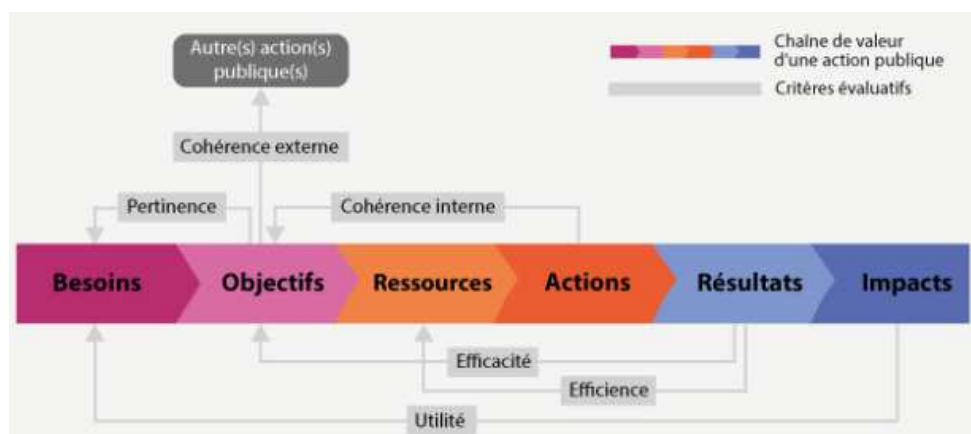 Autre(s) action(s)
publique(s)
Chaîne de valeur
d'une action publique
Critères évaluatifs
Cohérence externe
Pertinence
Cohérence interne
Besoins
Objectifs
Ressources
Actions
Résultats
Impacts
Efficacité
Efficience
Utilité